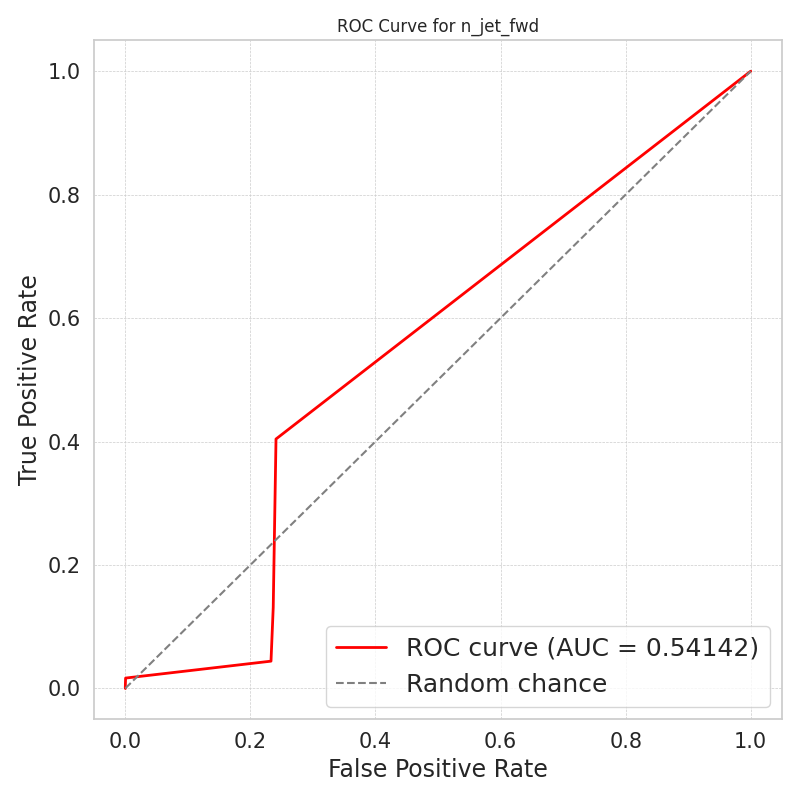 ROC Curve for n_jet_fwd
1.0
0.8
0.6
0.4
0.2
0.0
True Positive Rate
ROC curve (AUC = 0.54142)
Random chance
0.0 0.2 0.4 0.6 0.8 1.0
False Positive Rate